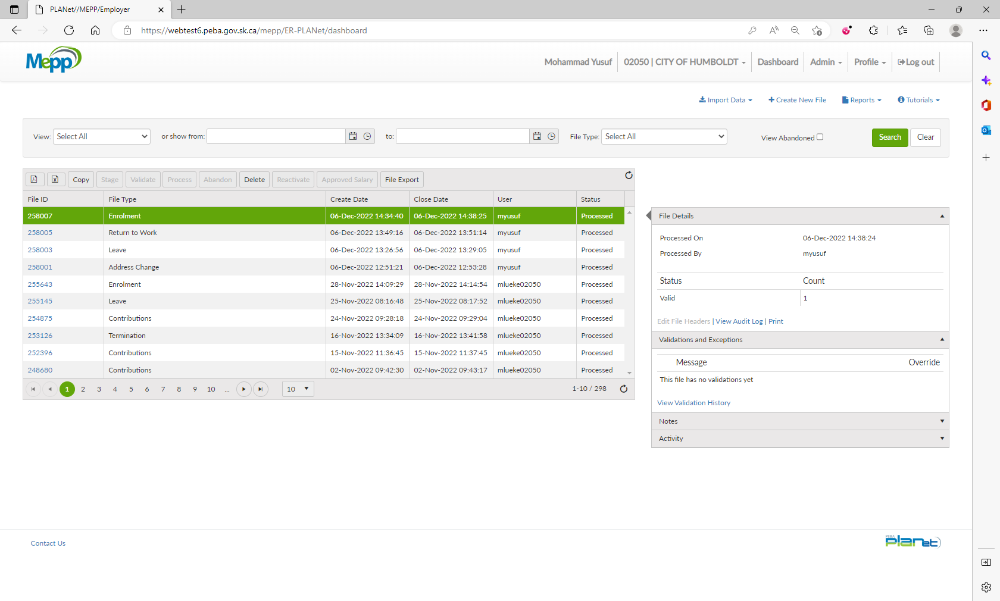 PLANet//MEPP/Employer
https://webtest6.peba.gov.sk.ca/mepp/ER-PLANet/dashboard
Mepp
Mohammad Yusuf 02050 | CITY OF HUMBOLDT Dashboard Admin Profile Log out
Import Data Create New File Reports Tutorials
View: Select All or show from: to: File Type: Select All View Abandoned Search Clear
Copy Stage Validate Process Abandon Delete Reactivate Approved Salary File Export
File ID File Type Create Date Close Date User Status
258007 Enrolment 06-Dec-2022 14:34:40 06-Dec-2022 14:38:25 myusuf Processed
258005 Return to Work 06-Dec-2022 13:49:16 06-Dec-2022 13:51:14 myusuf Processed
258003 Leave 06-Dec-2022 13:26:56 06-Dec-2022 13:29:05 myusuf Processed
258001 Address Change 06-Dec-2022 12:51:21 06-Dec-2022 12:53:28 myusuf Processed
255643 Enrolment 28-Nov-2022 14:09:29 28-Nov-2022 14:14:54 mlueke02050 Processed
255145 Leave 25-Nov-2022 08:16:48 25-Nov-2022 08:17:52 mlueke02050 Processed
254875 Contributions 24-Nov-2022 09:28:18 24-Nov-2022 09:29:04 mlueke02050 Processed
253126 Termination 16-Nov-2022 13:34:09 16-Nov-2022 13:41:58 mlueke02050 Processed
252396 Contributions 15-Nov-2022 11:36:45 15-Nov-2022 11:37:45 mlueke02050 Processed
248680 Contributions 02-Nov-2022 09:42:30 02-Nov-2022 09:43:17 mlueke02050 Processed
1 2 3 4 5 6 7 8 9 10 ... 10 1-10 / 298
File Details
Processed On 06-Dec-2022 14:38:24
Processed By myusuf
Status Count
Valid 1
Edit File Headers | View Audit Log | Print
Validations and Exceptions
Message Override
This file has no validations yet
View Validation History
Notes
Activity
Contact Us
PEBA
planet